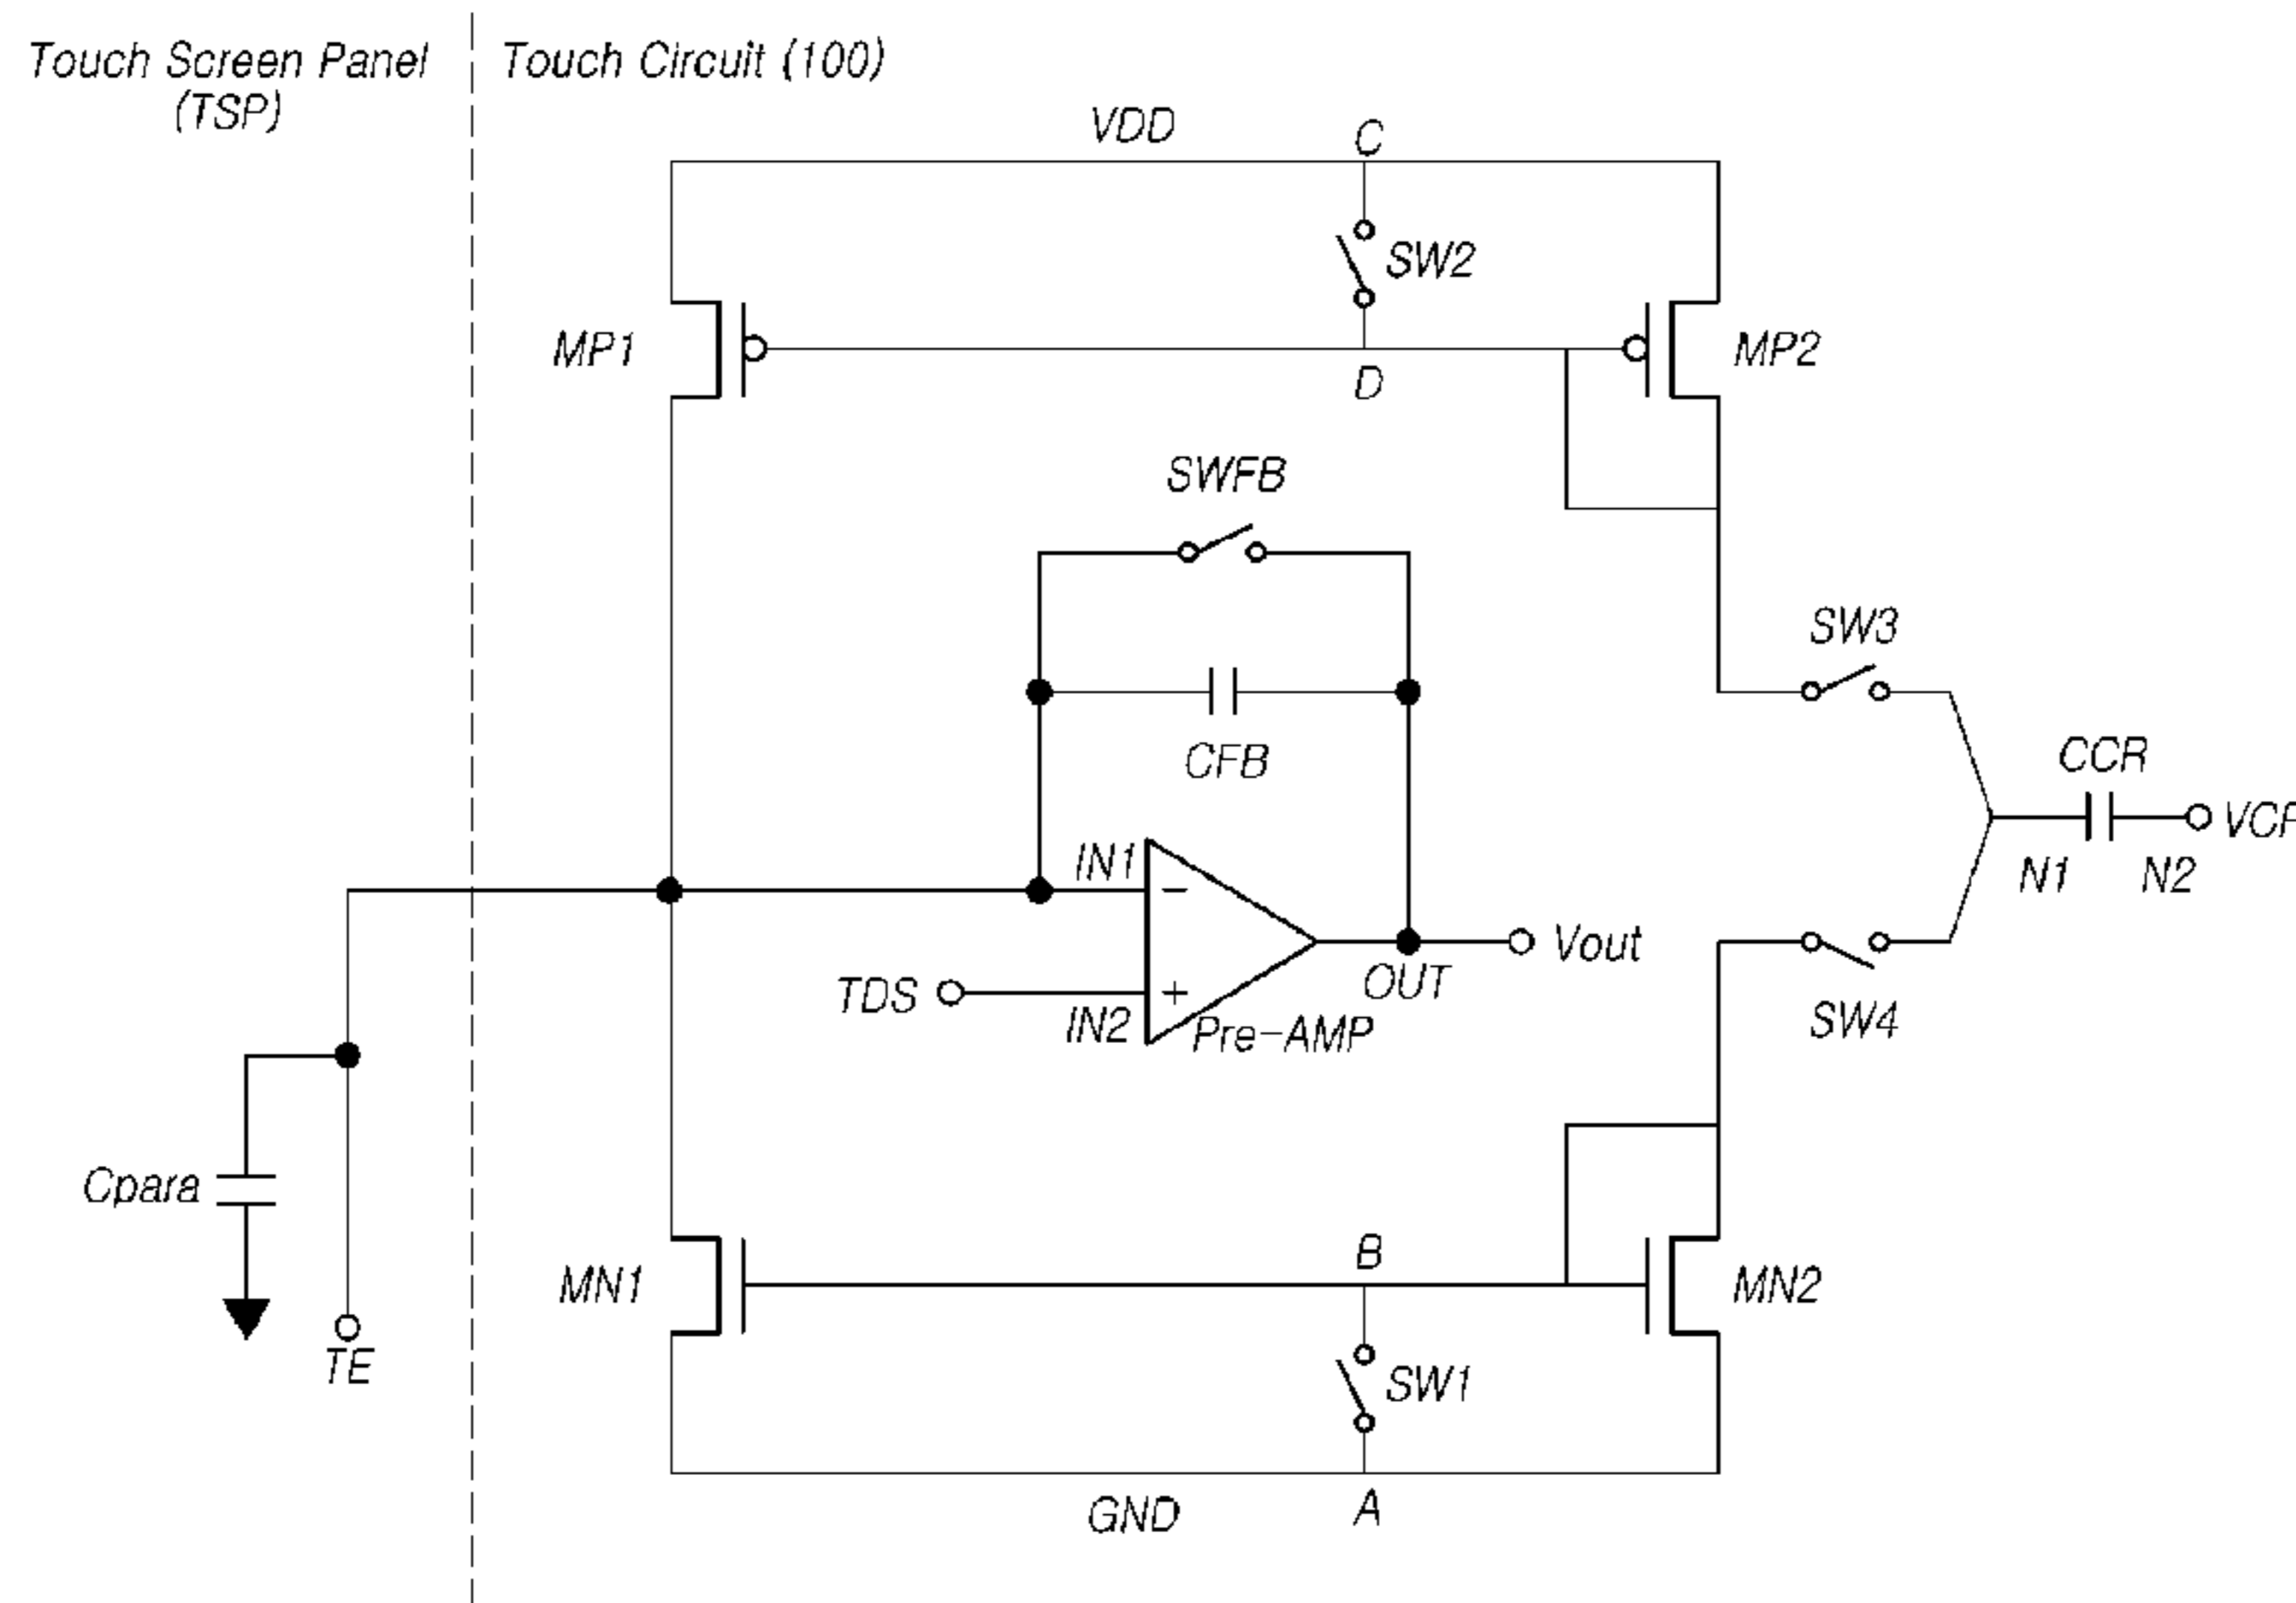 Touch Screen Panel
(TSP)
Touch Circuit (100)
VDD
C
SW2
MP1
MP2
D
SWFB
SW3
CFB
CCR
IN1
−
VCR
N1
N2
Vout
TDS
+
OUT
IN2
Pre-AMP
SW4
Cpara
B
MN1
MN2
TE
SW1
GND
A